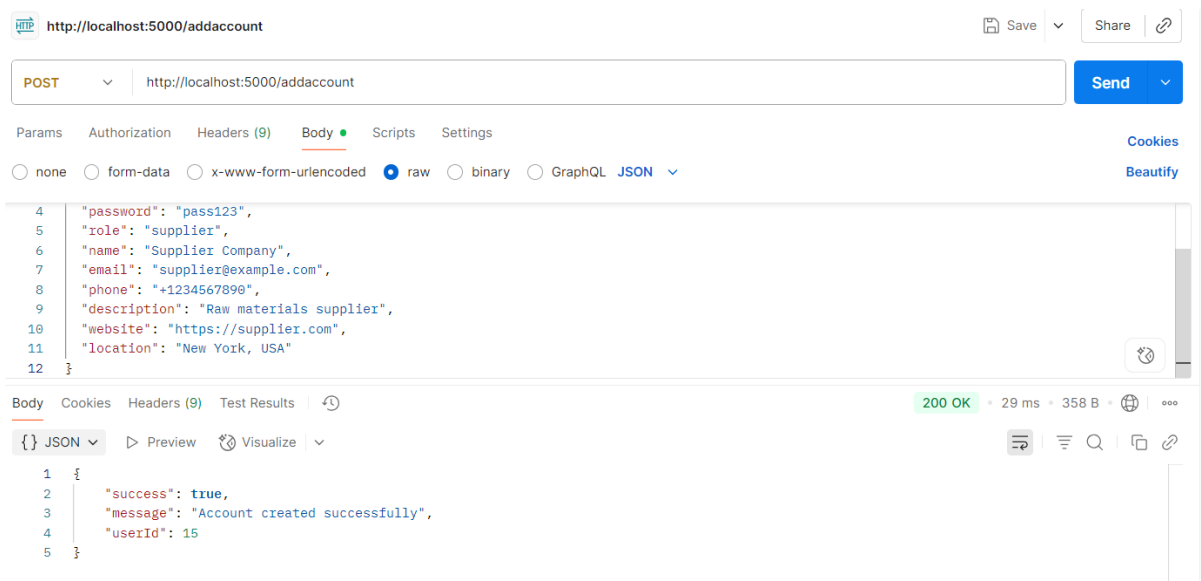 HTTP http://localhost:5000/addaccount Save Share
POST http://localhost:5000/addaccount Send
Params Authorization Headers (9) Body Scripts Settings Cookies
none form-data x-www-form-urlencoded raw binary GraphQL JSON Beautify
4 "password": "pass123",
5 "role": "supplier",
6 "name": "Supplier Company",
7 "email": "supplier@example.com",
8 "phone": "+1234567890",
9 "description": "Raw materials supplier",
10 "website": "https://supplier.com",
11 "location": "New York, USA"
12 }
Body Cookies Headers (9) Test Results 200 OK • 29 ms • 358 B •
{} JSON Preview Visualize
1 {
2 "success": true,
3 "message": "Account created successfully",
4 "userId": 15
5 }